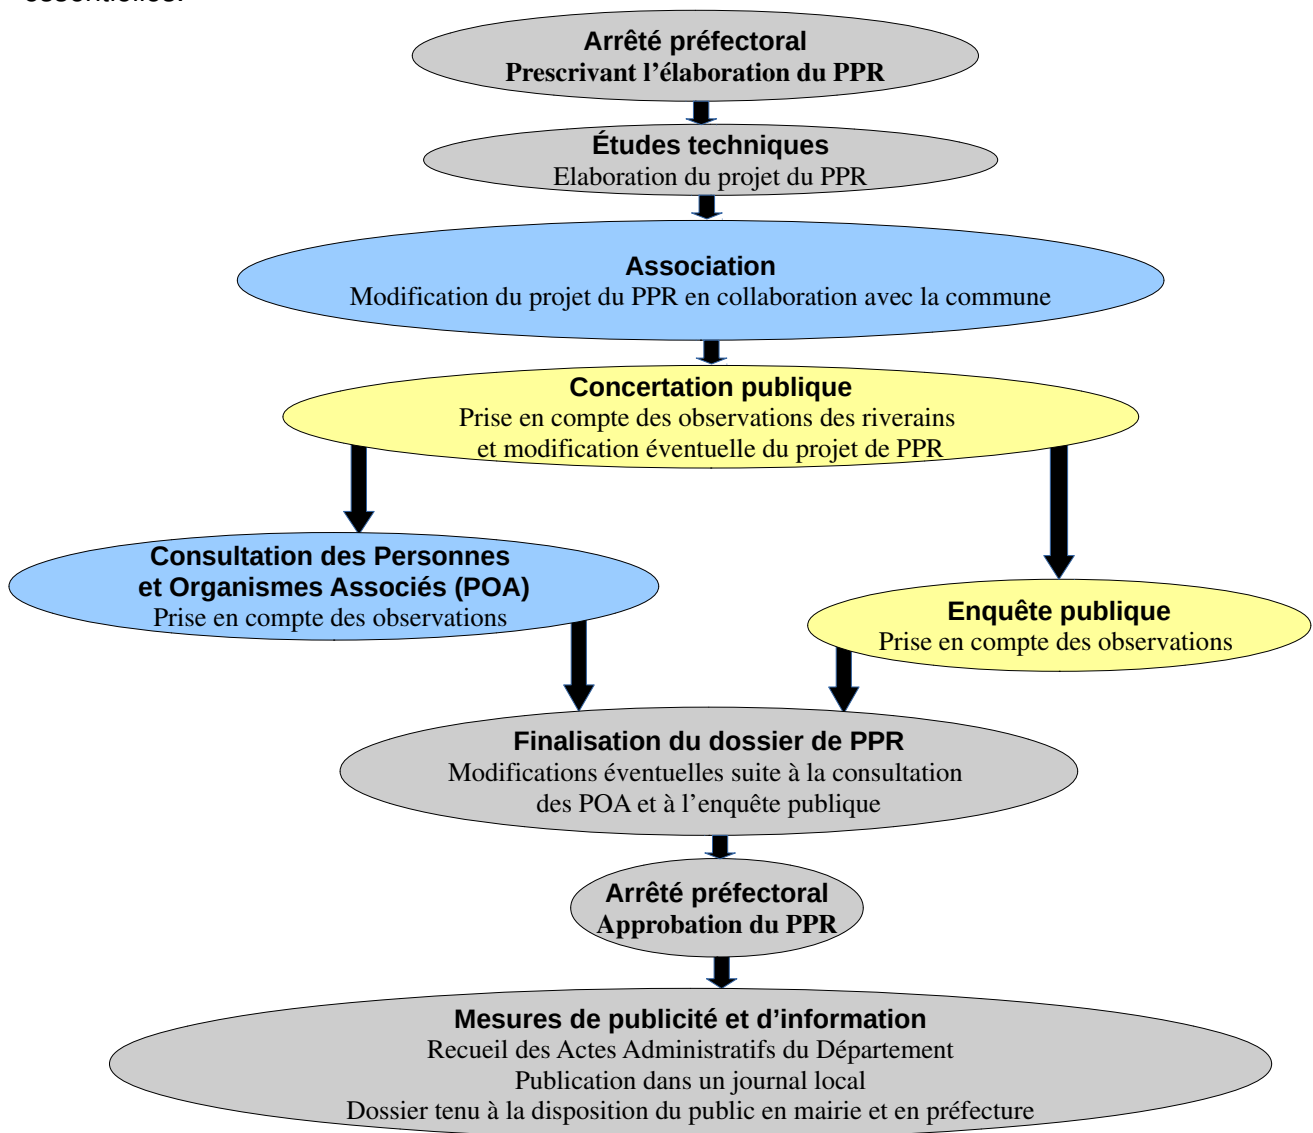 essentielles.
Arrêté préfectoral
Prescrivant l'élaboration du PPR
Études techniques
Elaboration du projet du PPR
Association
Modification du projet du PPR en collaboration avec la commune
Concertation publique
Prise en compte des observations des riverains
et modification éventuelle du projet de PPR
Consultation des Personnes
et Organismes Associés (POA)
Prise en compte des observations
Enquête publique
Prise en compte des observations
Finalisation du dossier de PPR
Modifications éventuelles suite à la consultation
des POA et à l'enquête publique
Arrêté préfectoral
Approbation du PPR
Mesures de publicité et d'information
Recueil des Actes Administratifs du Département
Publication dans un journal local
Dossier tenu à la disposition du public en mairie et en préfecture